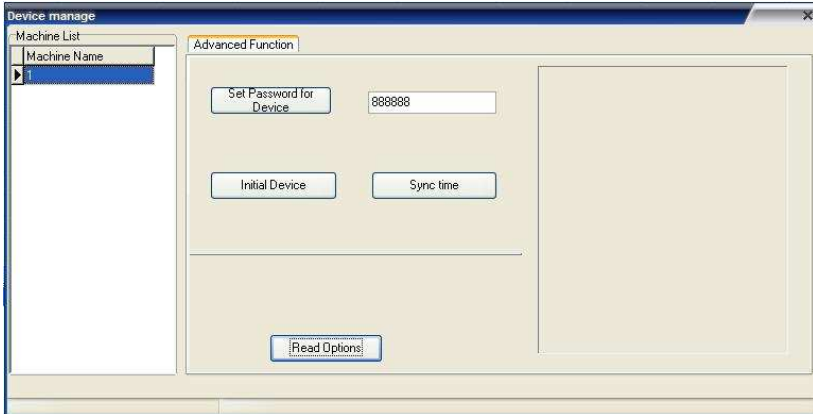 Device manage
Machine List
Machine Name
1
Advanced Function
Set Password for
Device
888888
Initial Device
Sync time
Read Options